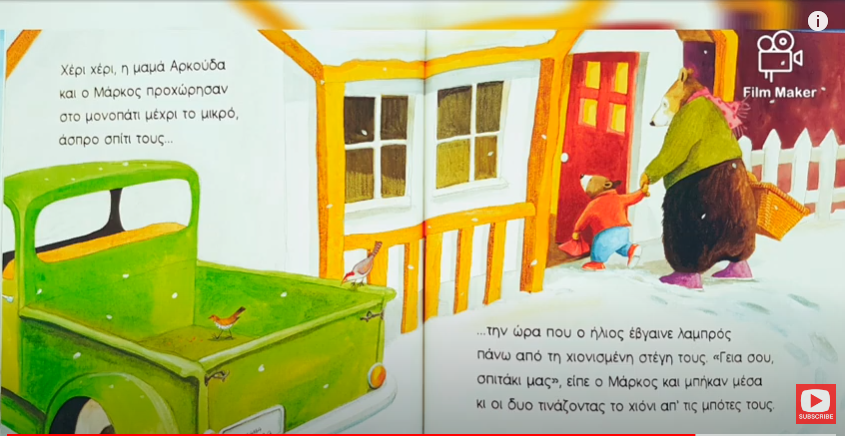 Χέρι χέρι, η μαμά Αρκούδα
και ο Μάρκος προχώρησαν
στο μονοπάτι μέχρι το μικρό,
άσπρο σπίτι τους...
Film Maker
...την ώρα που ο ήλιος έβγαινε λαμπρός
πάνω από τη χιονισμένη στέγη τους. «Γεια σου,
σπιτάκι μας», είπε ο Μάρκος και μπήκαν μέσα
κι οι δυο τινάζοντας το χιόνι απ' τις μπότες τους.
SUBSCRIBE